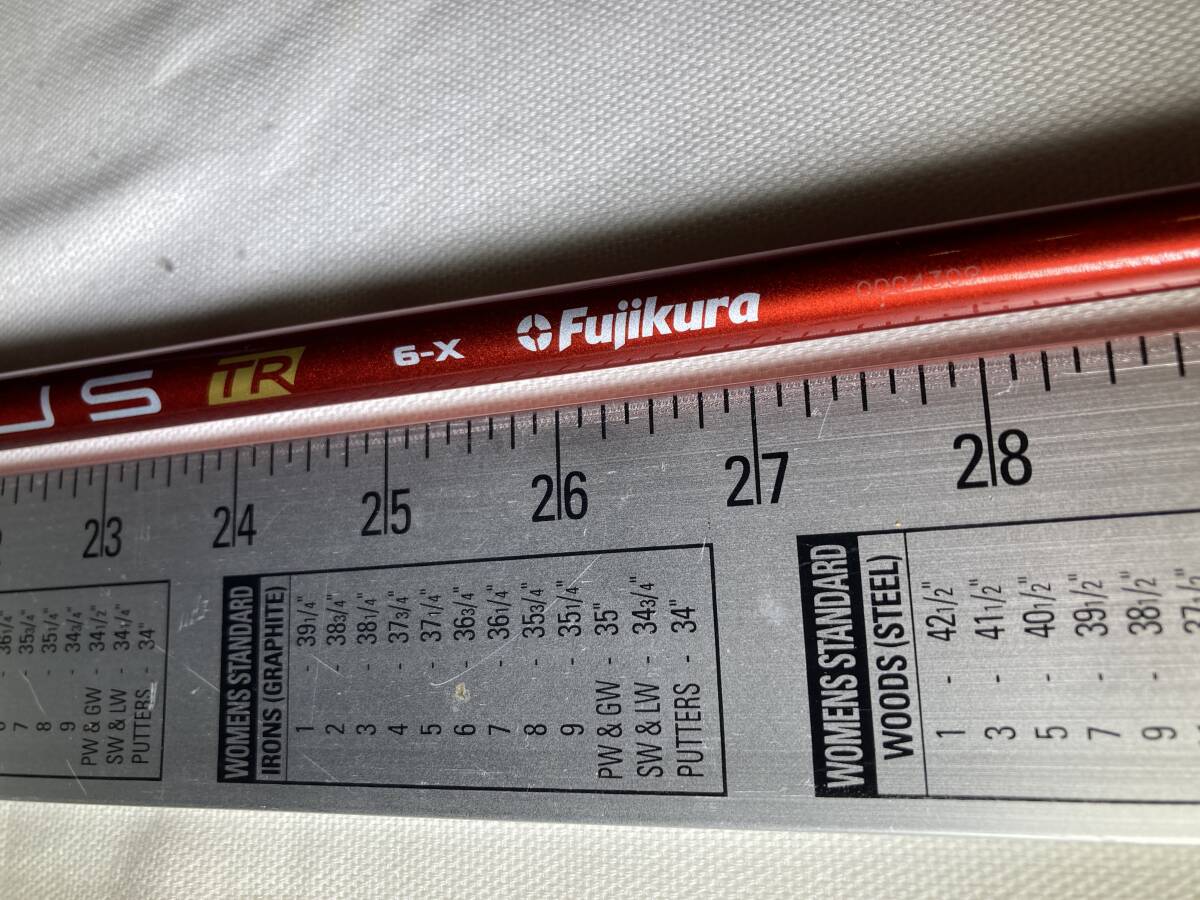 US TR 6-X Fujikura
23 24 25 26 27 28
36 1/4"
7 - 35 3/4"
8 - 35 1/4"
9 - 34 3/4"
PW & GW - 34 1/2"
SW & LW - 34 1/4"
PUTTERS - 34"
WOMENS STANDARD
IRONS (GRAPHITE)
1 - 39 1/4"
2 - 38 3/4"
3 - 38 1/4"
4 - 37 3/4"
5 - 37 1/4"
6 - 36 3/4"
7 - 36 1/4"
8 - 35 3/4"
9 - 35 1/4"
PW & GW - 35"
SW & LW - 34 3/4"
PUTTERS - 34"
WOMENS STANDARD
WOODS (STEEL)
1 - 42 1/2"
3 - 41 1/2"
5 - 40 1/2"
7 - 39 1/2"
9 - 38 1/2"